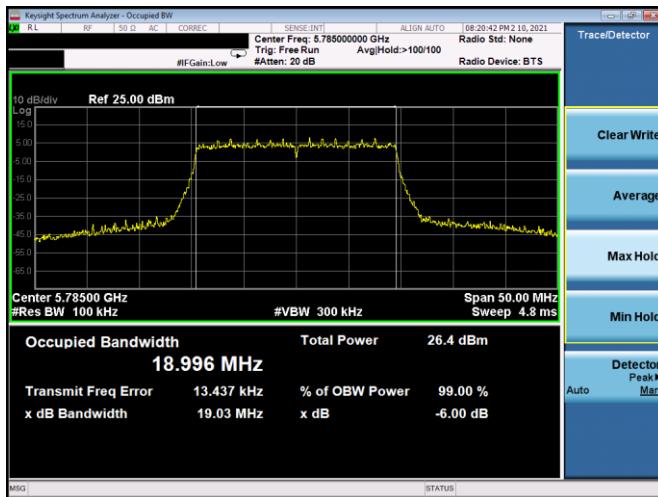 Keysight Spectrum Analyzer - Occupied BW
RL RF 50 Ω AC CORREC SENSE:INT ALIGN AUTO 08:20:42 PM 2 10, 2021
Center Freq: 5.785000000 GHz Radio Std: None
Trig: Free Run Avg|Hold:>100/100
#IFGain:Low #Atten: 20 dB Radio Device: BTS
10 dB/div Ref 25.00 dBm
Log
15.0
5.00
-5.00
-15.0
-25.0
-35.0
-45.0
-55.0
-65.0
Center 5.78500 GHz Span 50.00 MHz
#Res BW 100 kHz #VBW 300 kHz Sweep 4.8 ms
Occupied Bandwidth Total Power 26.4 dBm
18.996 MHz
Transmit Freq Error 13.437 kHz % of OBW Power 99.00 %
x dB Bandwidth 19.03 MHz x dB -6.00 dB
MSG STATUS
Trace/Detector
Clear Write
Average
Max Hold
Min Hold
Detector
Peak
Auto Man